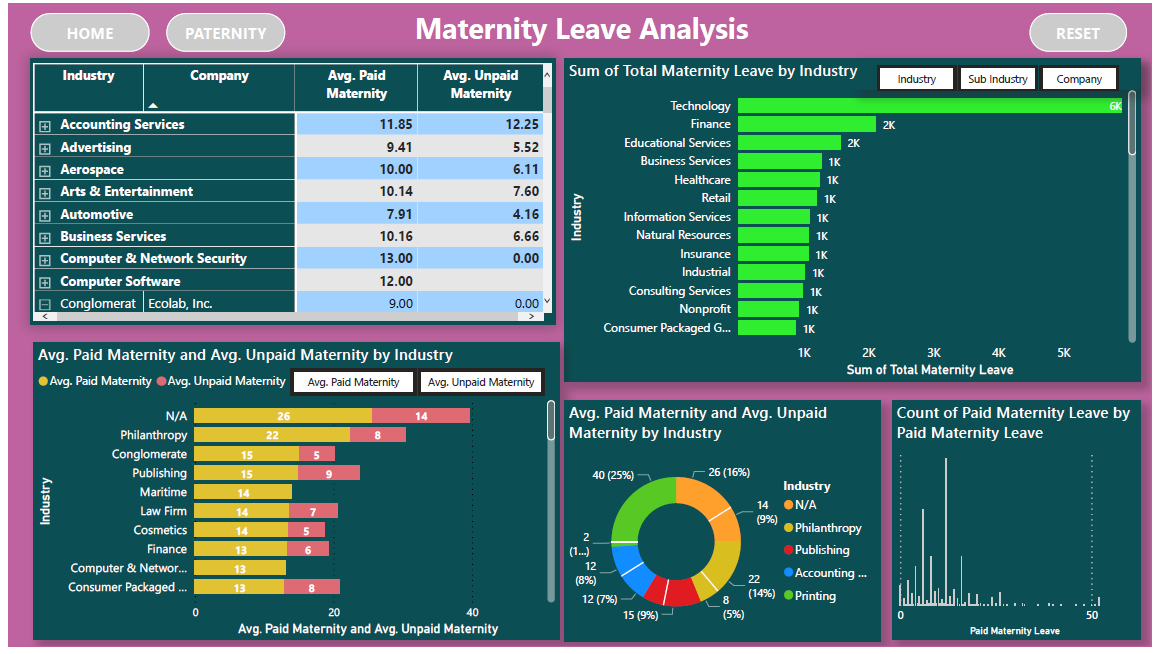 HOME
PATERNITY
Maternity Leave Analysis
RESET
Industry Company Avg. Paid Maternity Avg. Unpaid Maternity
Accounting Services 11.85 12.25
Advertising 9.41 5.52
Aerospace 10.00 6.11
Arts & Entertainment 10.14 7.60
Automotive 7.91 4.16
Business Services 10.16 6.66
Computer & Network Security 13.00 0.00
Computer Software 12.00
Conglomerat Ecolab, Inc. 9.00 0.00
Sum of Total Maternity Leave by Industry
Industry Sub Industry Company
Industry
Technology 6K
Finance 2K
Educational Services 2K
Business Services 1K
Healthcare 1K
Retail 1K
Information Services 1K
Natural Resources 1K
Insurance 1K
Industrial 1K
Consulting Services 1K
Nonprofit 1K
Consumer Packaged G... 1K
1K 2K 3K 4K 5K
Sum of Total Maternity Leave
Avg. Paid Maternity and Avg. Unpaid Maternity by Industry
Avg. Paid Maternity Avg. Unpaid Maternity Avg. Paid Maternity Avg. Unpaid Maternity
Industry
N/A 26 14
Philanthropy 22 8
Conglomerate 15 5
Publishing 15 9
Maritime 14
Law Firm 14 7
Cosmetics 14 5
Finance 13 6
Computer & Networ... 13
Consumer Packaged ... 13 8
0 20 40
Avg. Paid Maternity and Avg. Unpaid Maternity
Avg. Paid Maternity and Avg. Unpaid
Maternity by Industry
40 (25%)
26 (16%)
14
(9%)
22
(14%)
8
(5%)
15 (9%)
12 (7%)
12
(8%)
2
(1...)
Industry
N/A
Philanthropy
Publishing
Accounting ...
Printing
Count of Paid Maternity Leave by
Paid Maternity Leave
0 50
Paid Maternity Leave